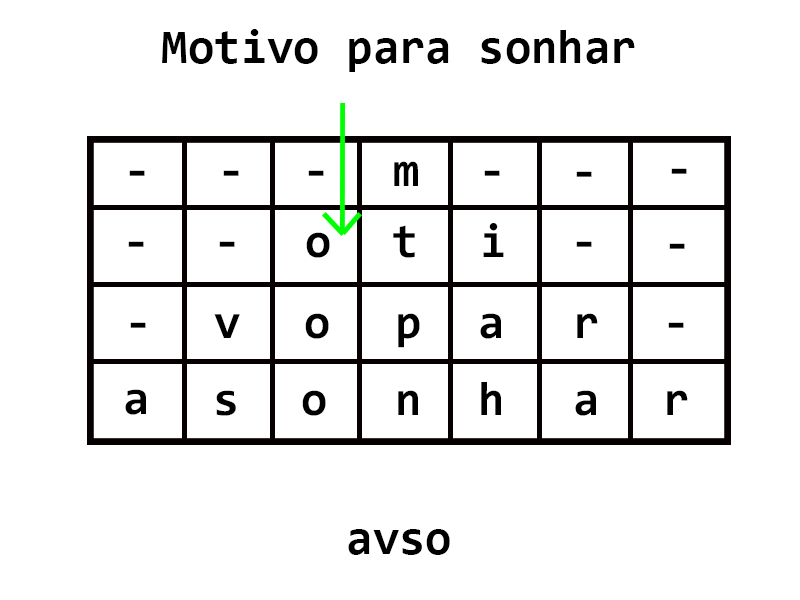 Motivo para sonhar
- - - m - - -
- - o t i - -
- v o p a r -
a s o n h a r
avso